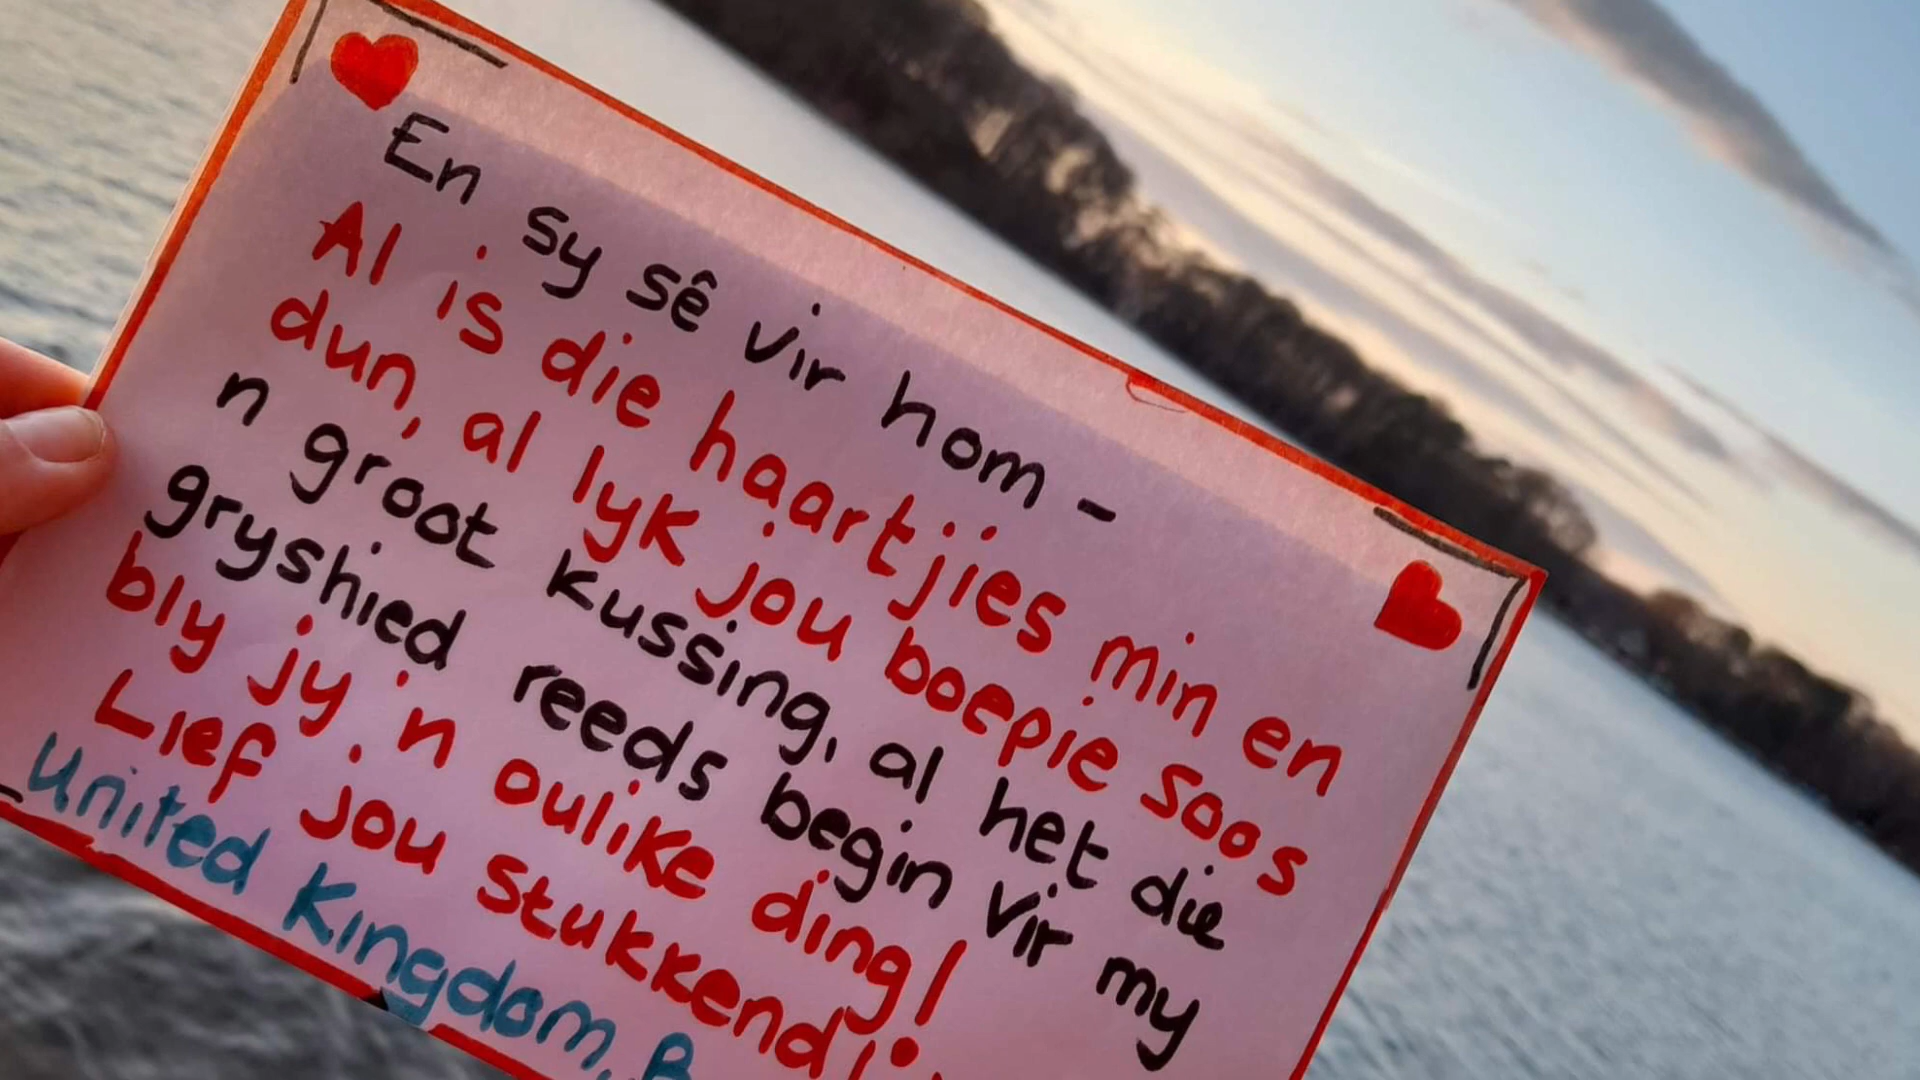 En sy sê vir hom -
Al is die haartjies min en
dun, al lyk jou boepie soos
n groot kussing, al het die
gryshied reeds begin vir my
bly jy 'n oulike ding!
Lief jou stukkend!
United Kingdom, B